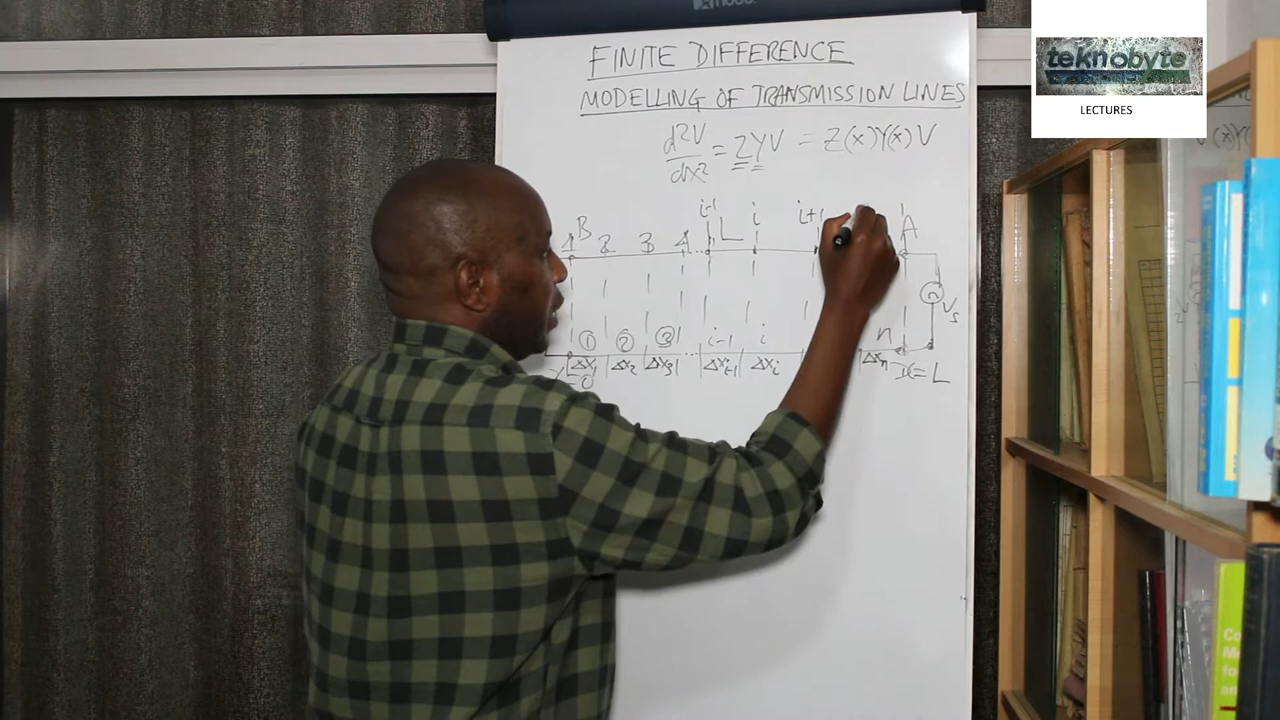 teknobyte
LECTURES
FINITE DIFFERENCE
MODELLING OF TRANSMISSION LINES
d²V/dx² = ZYV = Z(x)Y(x)V
i-1 i i+1
B L A
1 2 3 4 ...
Vs
① ② ③ i-1 i n
Δx₁ Δx₂ Δx₃ ... Δxᵢ₋₁ Δxᵢ Δxₙ x=L